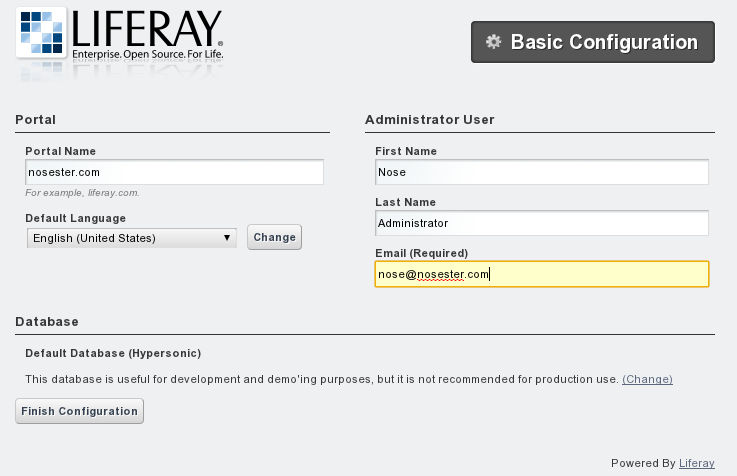 LIFERAY®
Enterprise. Open Source. For Life.
Basic Configuration
Portal
Portal Name
nosester.com
For example, liferay.com.
Default Language
English (United States)
Change
Administrator User
First Name
Nose
Last Name
Administrator
Email (Required)
nose@nosester.com
Database
Default Database (Hypersonic)
This database is useful for development and demo'ing purposes, but it is not recommended for production use. (Change)
Finish Configuration
Powered By Liferay